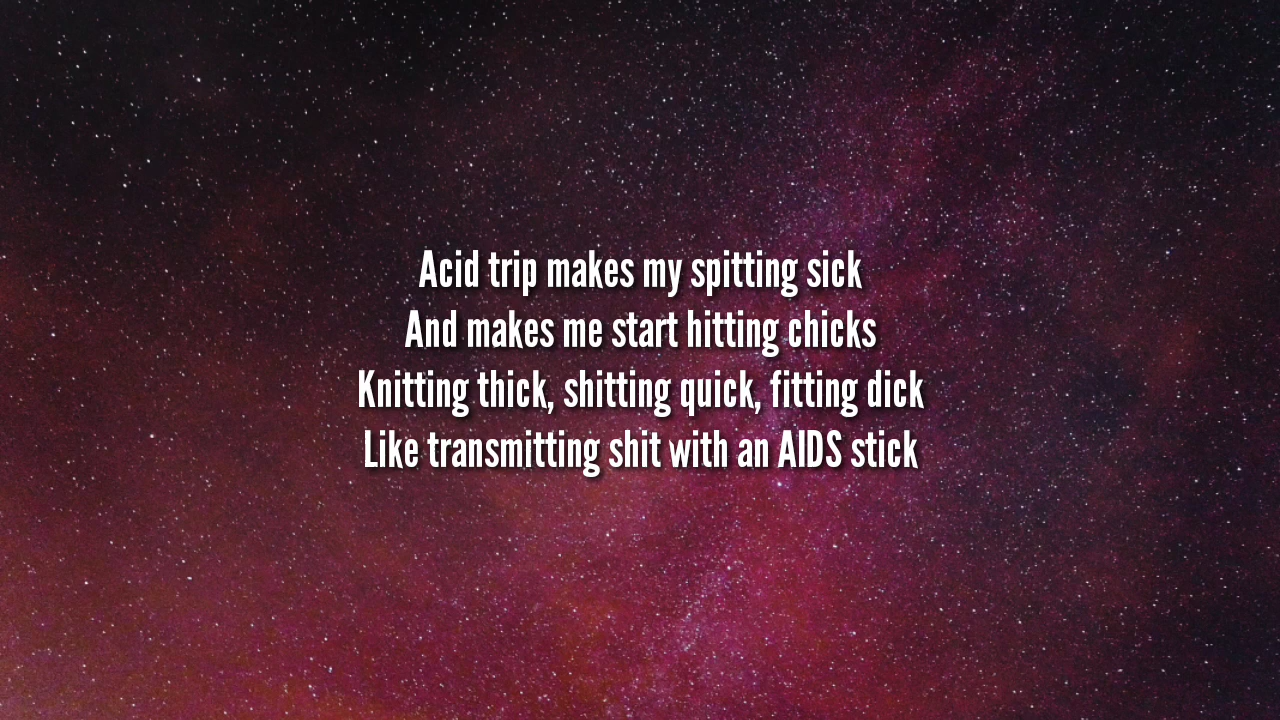 Acid trip makes my spitting sick
And makes me start hitting chicks
Knitting thick, shitting quick, fitting dick
Like transmitting shit with an AIDS stick